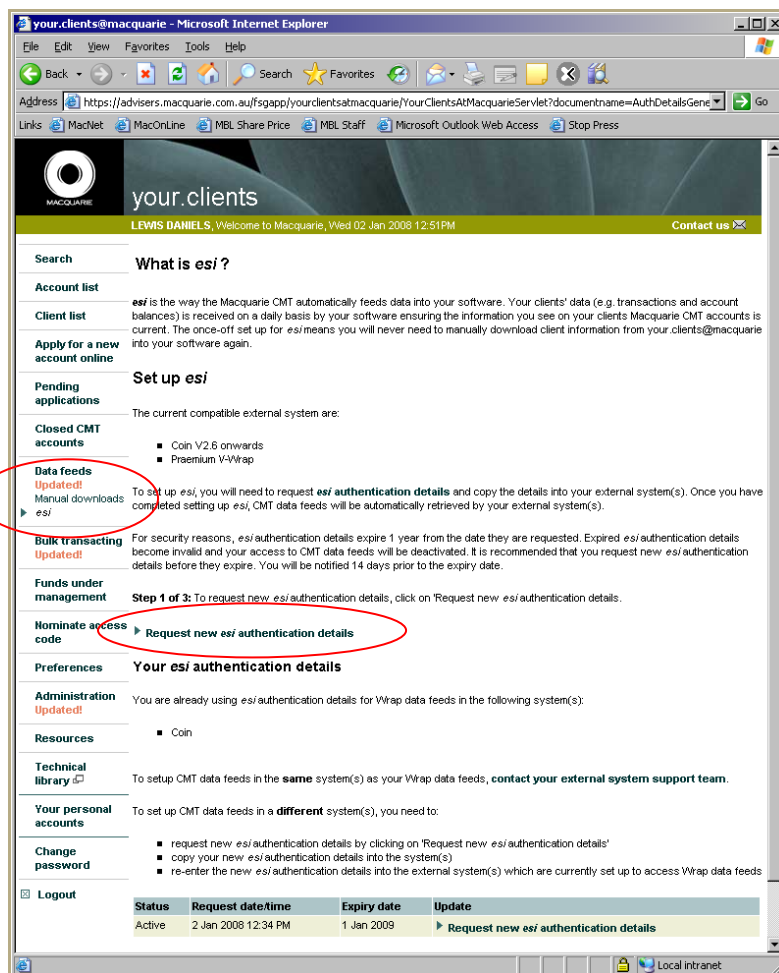 your.clients@macquarie - Microsoft Internet Explorer
File Edit View Favorites Tools Help
Back Search Favorites
Address https://advisers.macquarie.com.au/fsgapp/yourclientsatmacquarie/YourClientsAtMacquarieServlet?documentname=AuthDetailsGene Go
Links MacNet MacOnLine MBL Share Price MBL Staff Microsoft Outlook Web Access Stop Press
MACQUARIE
your.clients
LEWIS DANIELS, Welcome to Macquarie, Wed 02 Jan 2008 12:51PM Contact us
Search
Account list
Client list
Apply for a new
account online
Pending
applications
Closed CMT
accounts
Data feeds
Updated!
Manual downloads
esi
Bulk transacting
Updated!
Funds under
management
Nominate access
code
Preferences
Administration
Updated!
Resources
Technical
library
Your personal
accounts
Change
password
Logout
What is esi ?
esi is the way the Macquarie CMT automatically feeds data into your software. Your clients' data (e.g. transactions and account
balances) is received on a daily basis by your software ensuring the information you see on your clients Macquarie CMT accounts is
current. The once-off set up for esi means you will never need to manually download client information from your.clients@macquarie
into your software again.
Set up esi
The current compatible external system are:
Coin V2.6 onwards
Praemium V-Wrap
To set up esi, you will need to request esi authentication details and copy the details into your external system(s). Once you have
completed setting up esi, CMT data feeds will be automatically retrieved by your external system(s).
For security reasons, esi authentication details expire 1 year from the date they are requested. Expired esi authentication details
become invalid and your access to CMT data feeds will be deactivated. It is recommended that you request new esi authentication
details before they expire. You will be notified 14 days prior to the expiry date.
Step 1 of 3: To request new esi authentication details, click on 'Request new esi authentication details.
Request new esi authentication details
Your esi authentication details
You are already using esi authentication details for Wrap data feeds in the following system(s):
Coin
To setup CMT data feeds in the same system(s) as your Wrap data feeds, contact your external system support team.
To set up CMT data feeds in a different system(s), you need to:
request new esi authentication details by clicking on 'Request new esi authentication details'
copy your new esi authentication details into the system(s)
re-enter the new esi authentication details into the external system(s) which are currently set up to access Wrap data feeds
Status Request date/time Expiry date Update
Active 2 Jan 2008 12:34 PM 1 Jan 2009 Request new esi authentication details
Local intranet